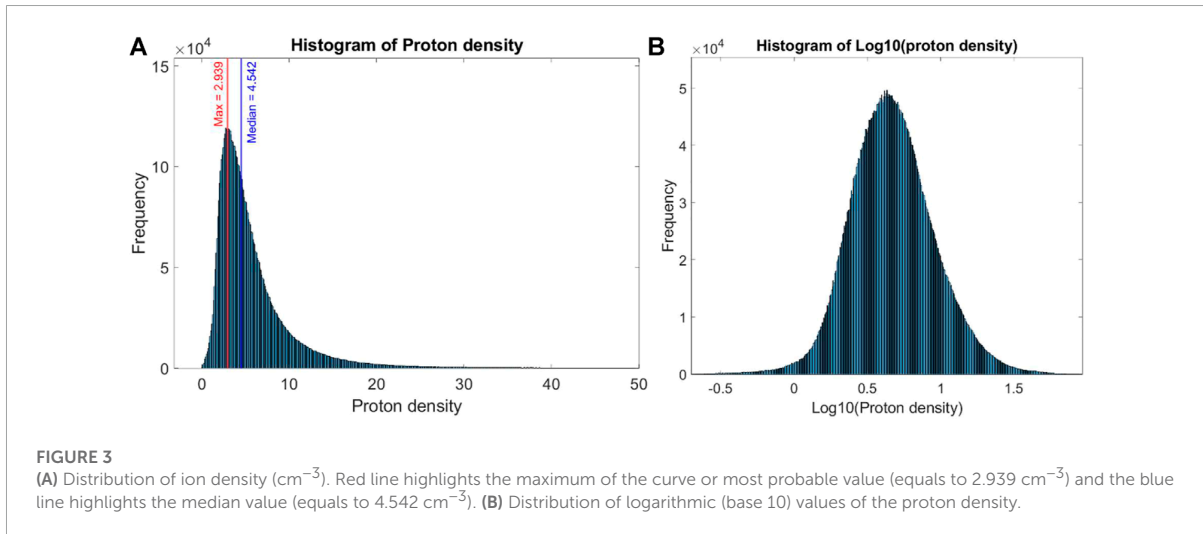 A
Histogram of Proton density
×10⁴
15
10
5
0
Frequency
Max = 2.939
Median = 4.542
0 10 20 30 40 50
Proton density
B
Histogram of Log10(proton density)
×10⁴
5
4
3
2
1
0
Frequency
-0.5 0 0.5 1 1.5
Log10(Proton density)
FIGURE 3
(A) Distribution of ion density (cm⁻³). Red line highlights the maximum of the curve or most probable value (equals to 2.939 cm⁻³) and the blue
line highlights the median value (equals to 4.542 cm⁻³). (B) Distribution of logarithmic (base 10) values of the proton density.